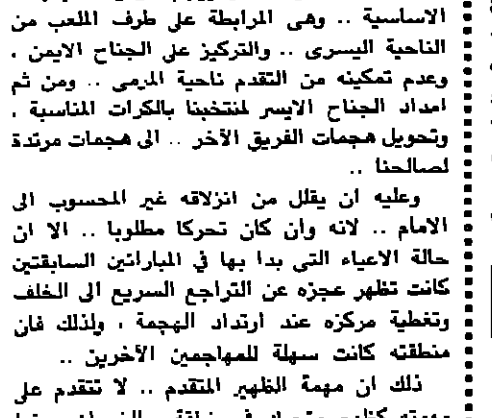 الاساسية .. وهى المرابطة على طرف الملعب من
الناحية اليسرى .. والتركيز على الجناح الايمن ،
وعدم تمكينه من التقدم ناحية المرمى .. ومن ثم
امداد الجناح الايسر لمنتخبنا بالكرات المناسبة ،
وتحويل هجمات الفريق الآخر .. الى هجمات مرتدة
لصالحنا ..
وعليه ان يقلل من انزلاقه غير المحسوب الى
الامام .. لانه وان كان تحركا مطلوبا .. الا ان
حالة الاعياء التى بدا بها في المباراتين السابقتين
كانت تظهر عجزه عن التراجع السريع الى الخلف
وتغطية مركزه عند ارتداد الهجمة ، ولذلك فان
منطقته كانت سهلة للمهاجمين الآخرين ..
ذلك ان مهمة الظهير المتقدم .. لا تتقدم على